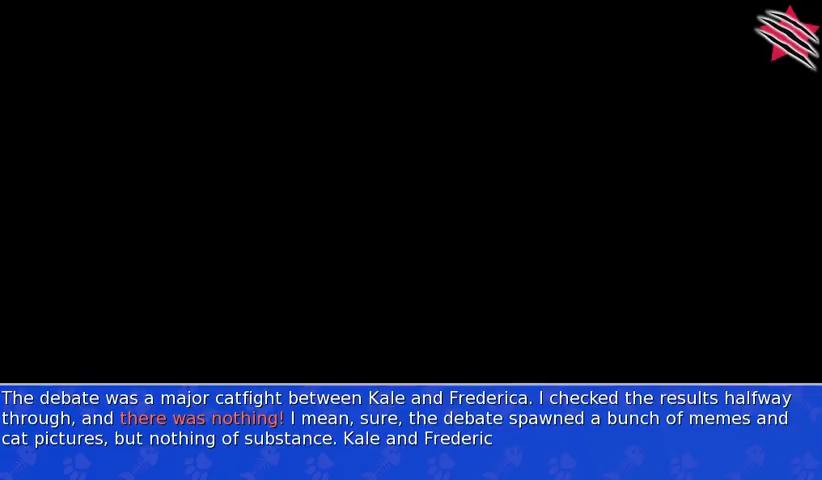 The debate was a major catfight between Kale and Frederica. I checked the results halfway
through, and there was nothing! I mean, sure, the debate spawned a bunch of memes and
cat pictures, but nothing of substance. Kale and Frederic